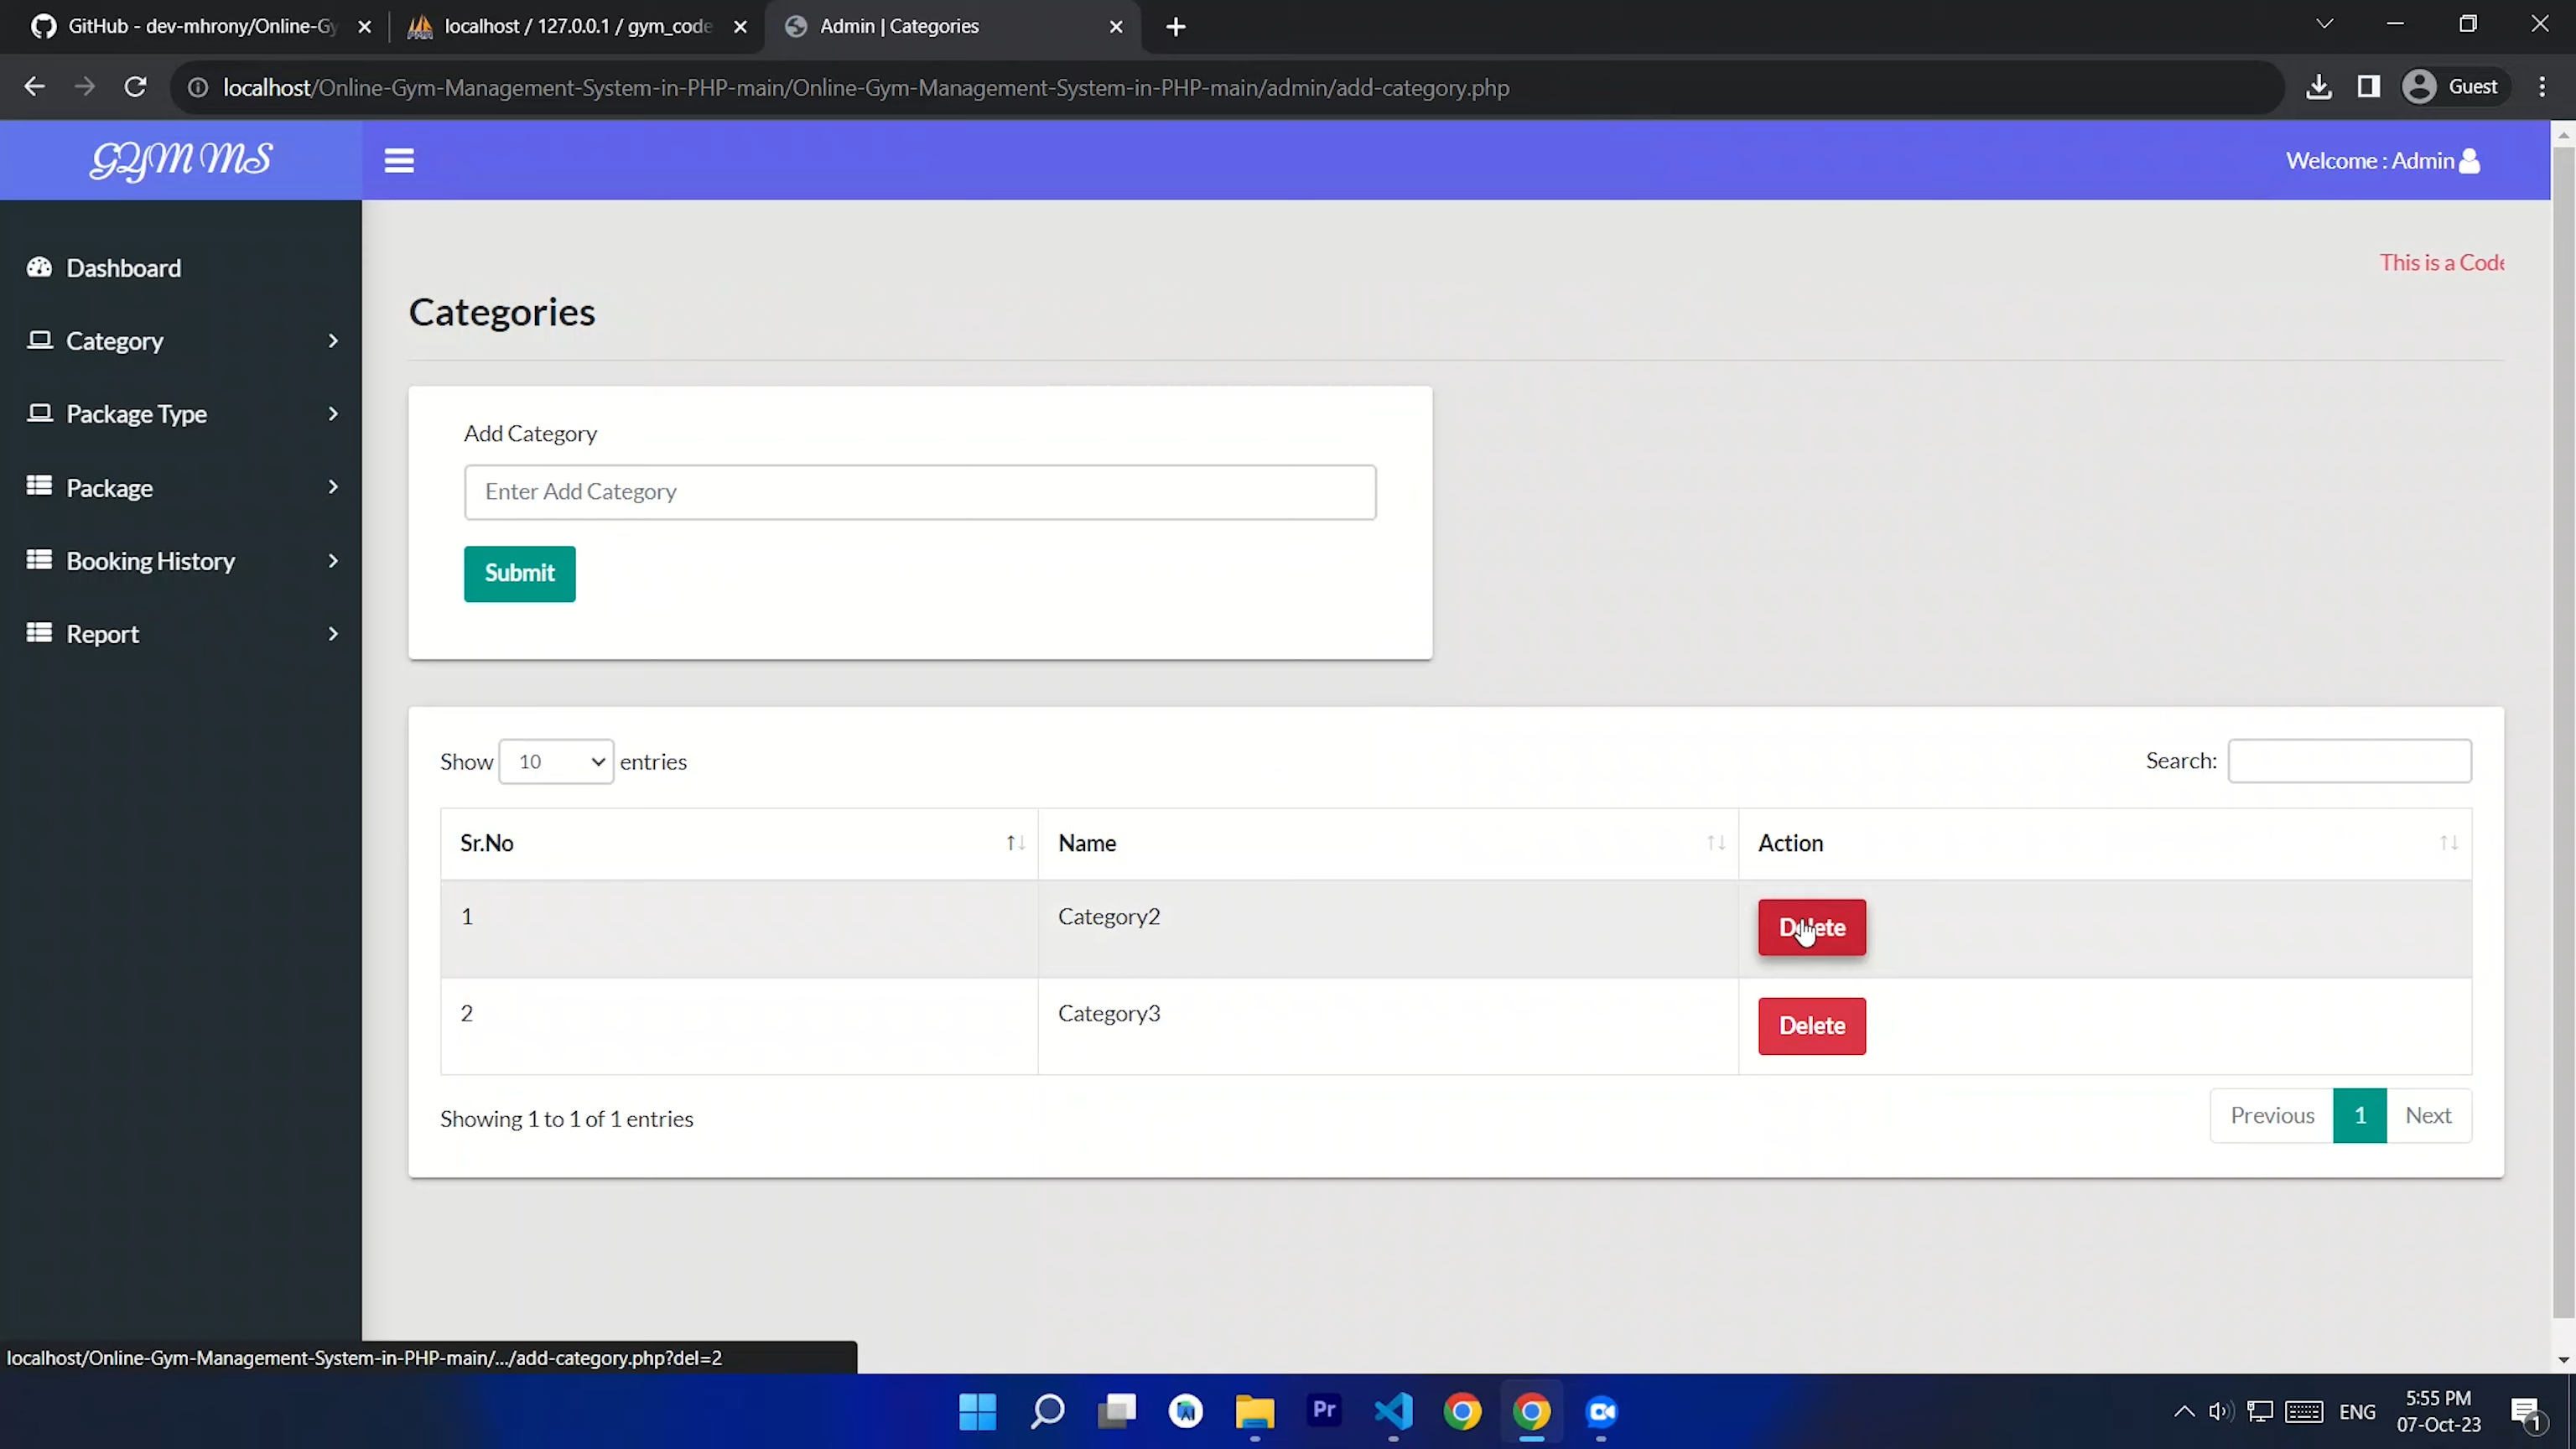 GitHub - dev-mhrony/Online-Gy
localhost / 127.0.0.1 / gym_code
Admin | Categories
localhost/Online-Gym-Management-System-in-PHP-main/Online-Gym-Management-System-in-PHP-main/admin/add-category.php
Guest
GYM MS
Welcome : Admin
Dashboard
Category
Package Type
Package
Booking History
Report
This is a Code
Categories
Add Category
Enter Add Category
Submit
Show 10 entries
Search:
Sr.No Name Action
1 Category2 Delete
2 Category3 Delete
Showing 1 to 1 of 1 entries
Previous 1 Next
localhost/Online-Gym-Management-System-in-PHP-main/.../add-category.php?del=2
Pr
ENG
5:55 PM
07-Oct-23
1